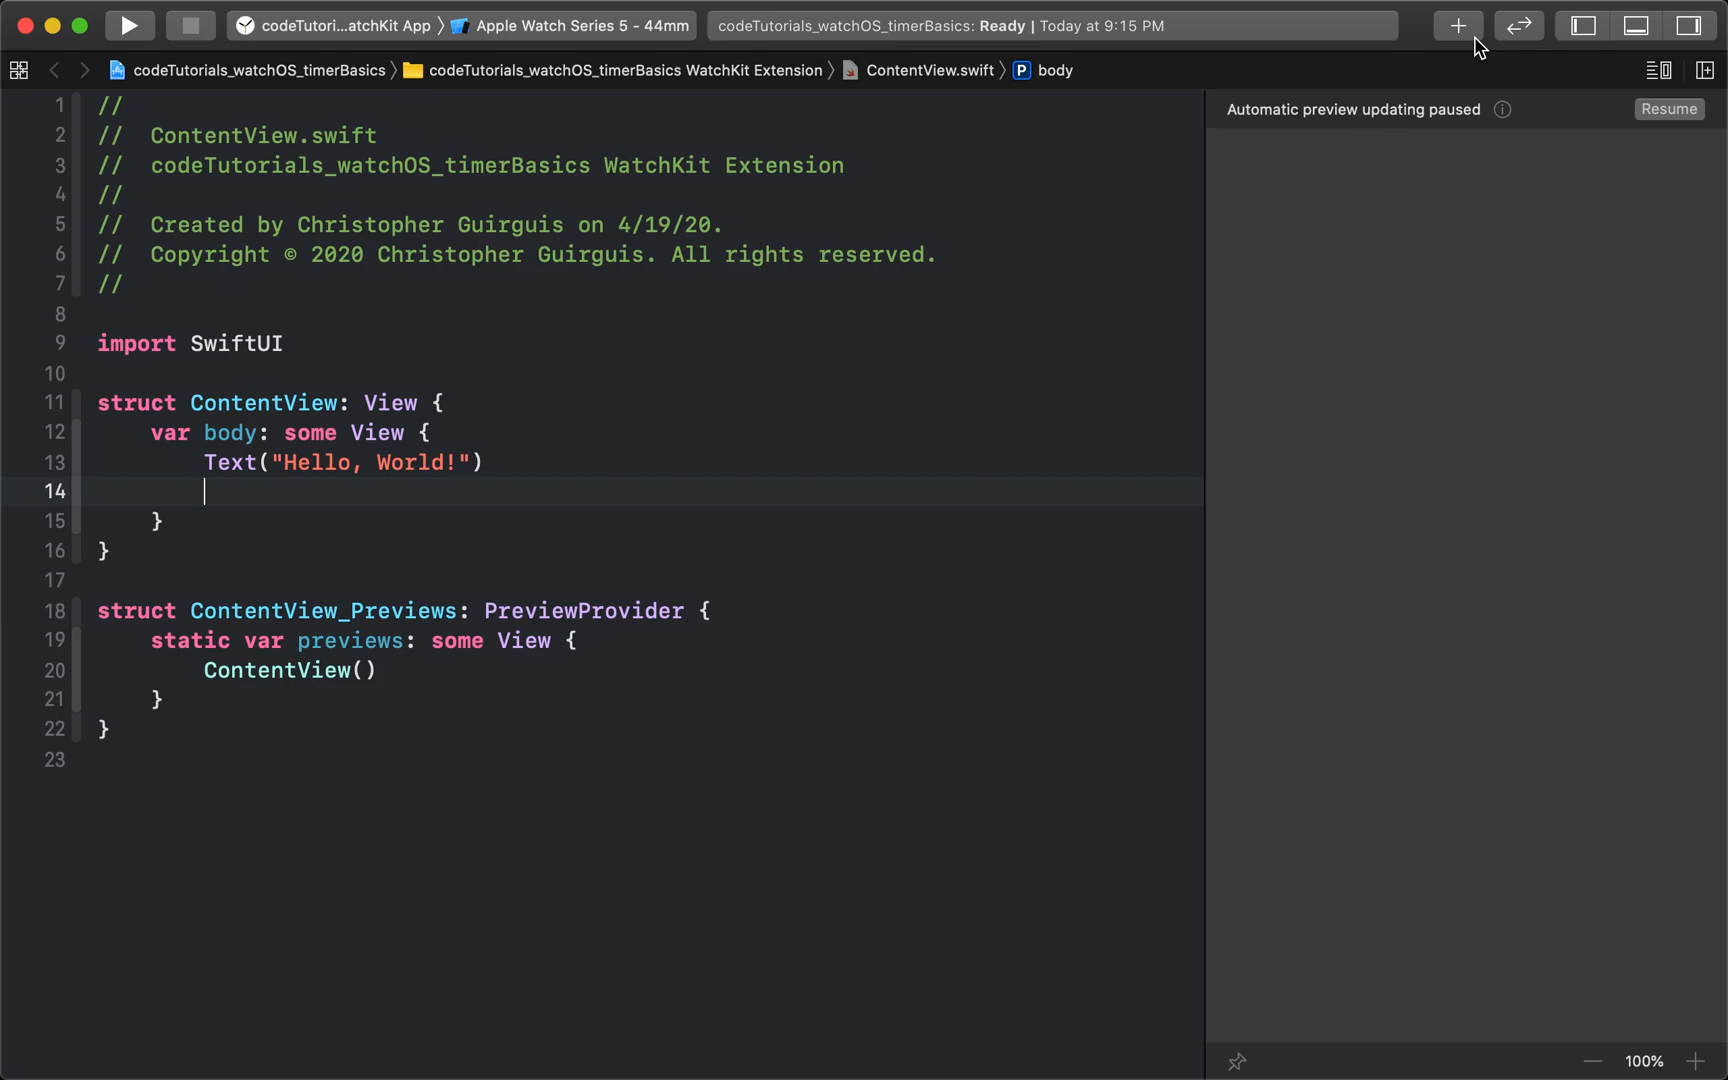 codeTutori...atchKit App 〉 Apple Watch Series 5 - 44mm
codeTutorials_watchOS_timerBasics: Ready | Today at 9:15 PM
codeTutorials_watchOS_timerBasics 〉 codeTutorials_watchOS_timerBasics WatchKit Extension 〉 ContentView.swift 〉 P body
Automatic preview updating paused
Resume
1 //
2 //  ContentView.swift
3 //  codeTutorials_watchOS_timerBasics WatchKit Extension
4 //
5 //  Created by Christopher Guirguis on 4/19/20.
6 //  Copyright © 2020 Christopher Guirguis. All rights reserved.
7 //
8
9 import SwiftUI
10
11 struct ContentView: View {
12     var body: some View {
13         Text("Hello, World!")
14
15     }
16 }
17
18 struct ContentView_Previews: PreviewProvider {
19     static var previews: some View {
20         ContentView()
21     }
22 }
23
100%